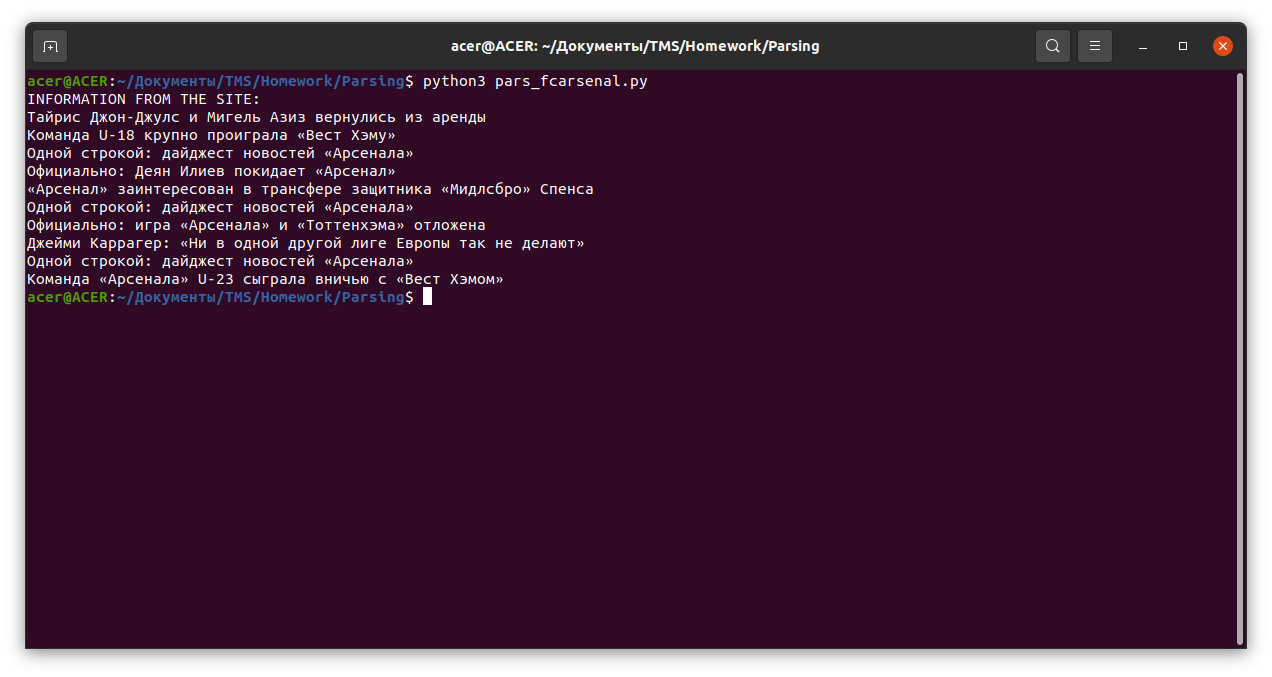 acer@ACER: ~/Документы/TMS/Homework/Parsing
acer@ACER:~/Документы/TMS/Homework/Parsing$ python3 pars_fcarsenal.py
INFORMATION FROM THE SITE:
Тайрис Джон-Джулс и Мигель Азиз вернулись из аренды
Команда U-18 крупно проиграла «Вест Хэму»
Одной строкой: дайджест новостей «Арсенала»
Официально: Деян Илиев покидает «Арсенал»
«Арсенал» заинтересован в трансфере защитника «Мидлсбро» Спенса
Одной строкой: дайджест новостей «Арсенала»
Официально: игра «Арсенала» и «Тоттенхэма» отложена
Джейми Каррагер: «Ни в одной другой лиге Европы так не делают»
Одной строкой: дайджест новостей «Арсенала»
Команда «Арсенала» U-23 сыграла вничью с «Вест Хэмом»
acer@ACER:~/Документы/TMS/Homework/Parsing$